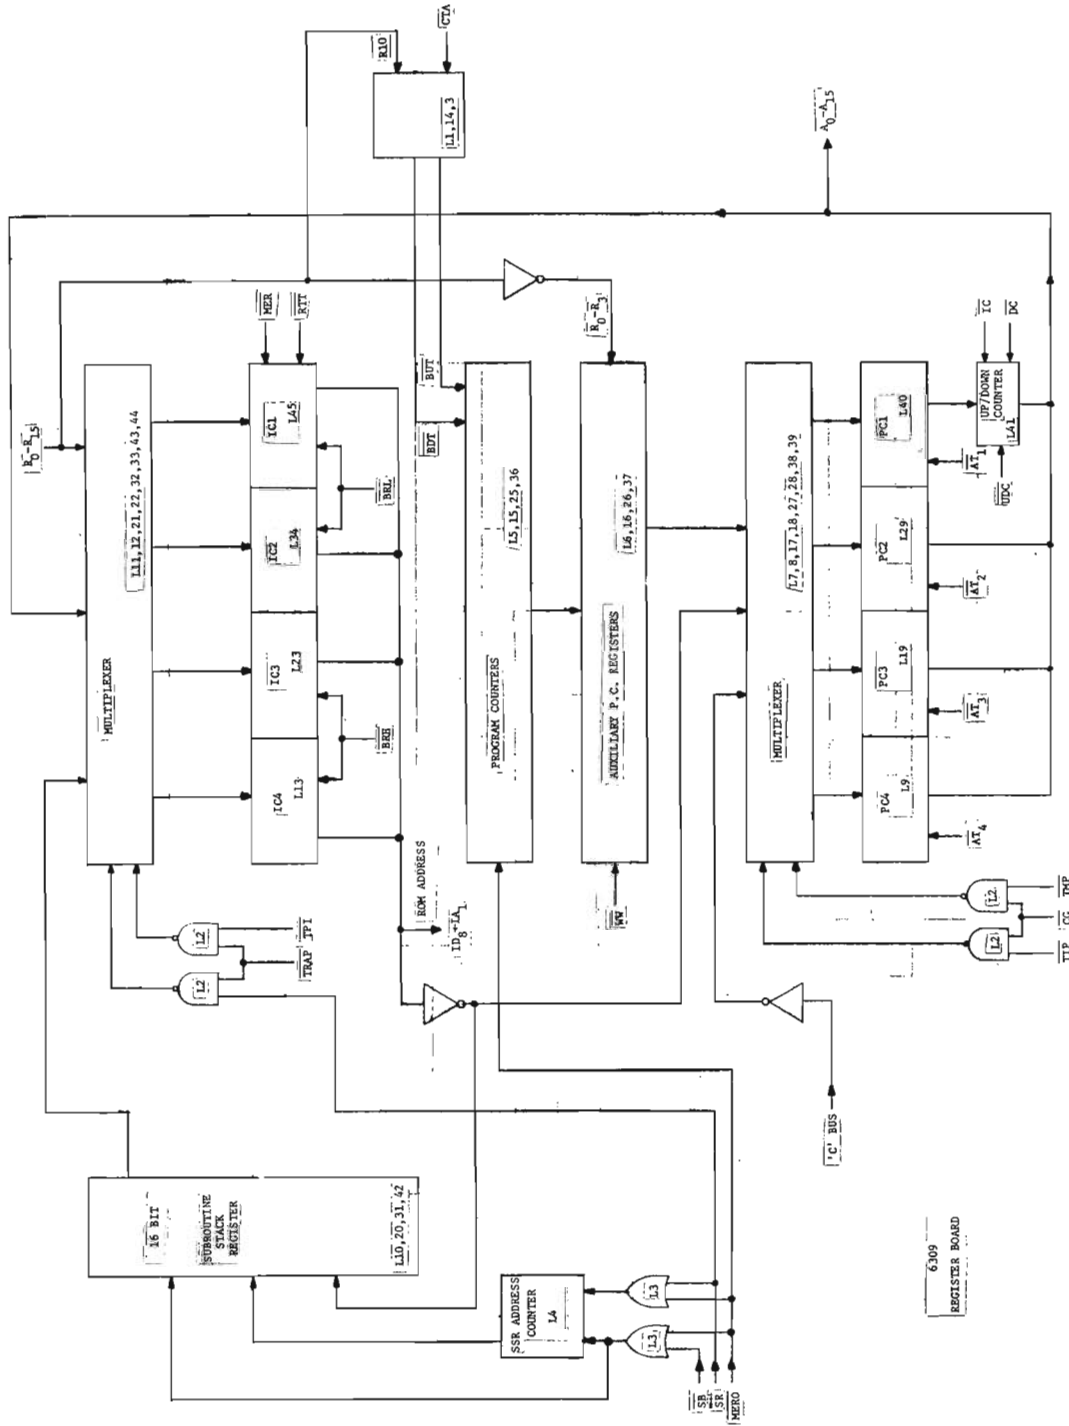 16 BIT
SUBROUTINE
STACK
REGISTER
L10,20,31,42
SSR ADDRESS
COUNTER
L4
L3
L3
SB
SR
MERO
6309
REGISTER BOARD
MULTIPLEXER
L11,12,21,22,32,33,43,44
R0-R15
L2
L2
TRAP
TPI
IC4
L13
IC3
L23
IC2
L34
IC1
L45
BRH
BRL
MER
RTT
ROM ADDRESS
ID8+IA1
R10
CTA
L1,14,3
BDT
BUT
PROGRAM COUNTERS
L5,15,25,36
AUXILIARY P.C. REGISTERS
L6,16,26,37
R0-R3
WW
'C' BUS
MULTIPLEXER
L7,8,17,18,27,28,38,39
L2
L2
TIP
CG
TMP
PC4
L9
PC3
L19
PC2
L29
PC1
L40
AT4
AT3
AT2
AT1
UP/DOWN
COUNTER
L41
UDC
IC
DC
A0-A15